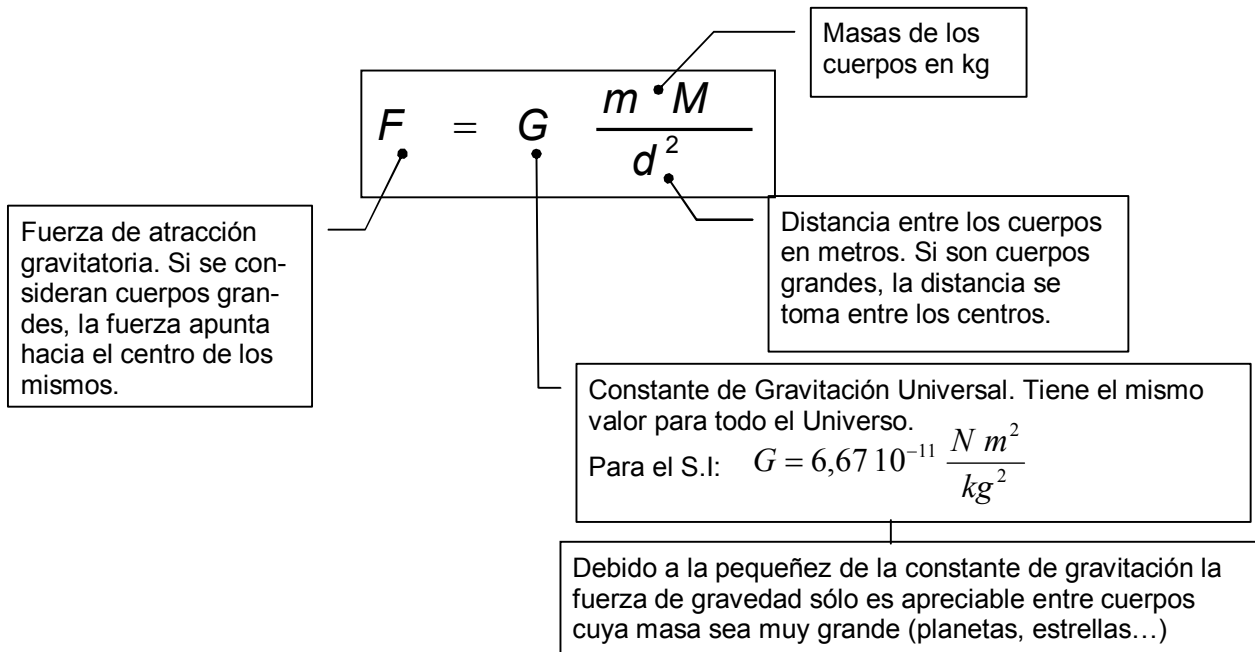 Masas de los
cuerpos en kg
F = G m M / d²
Fuerza de atracción
gravitatoria. Si se con-
sideran cuerpos gran-
des, la fuerza apunta
hacia el centro de los
mismos.
Distancia entre los cuerpos
en metros. Si son cuerpos
grandes, la distancia se
toma entre los centros.
Constante de Gravitación Universal. Tiene el mismo
valor para todo el Universo.
Para el S.I: G = 6,67 10⁻¹¹ N m² / kg²
Debido a la pequeñez de la constante de gravitación la
fuerza de gravedad sólo es apreciable entre cuerpos
cuya masa sea muy grande (planetas, estrellas…)